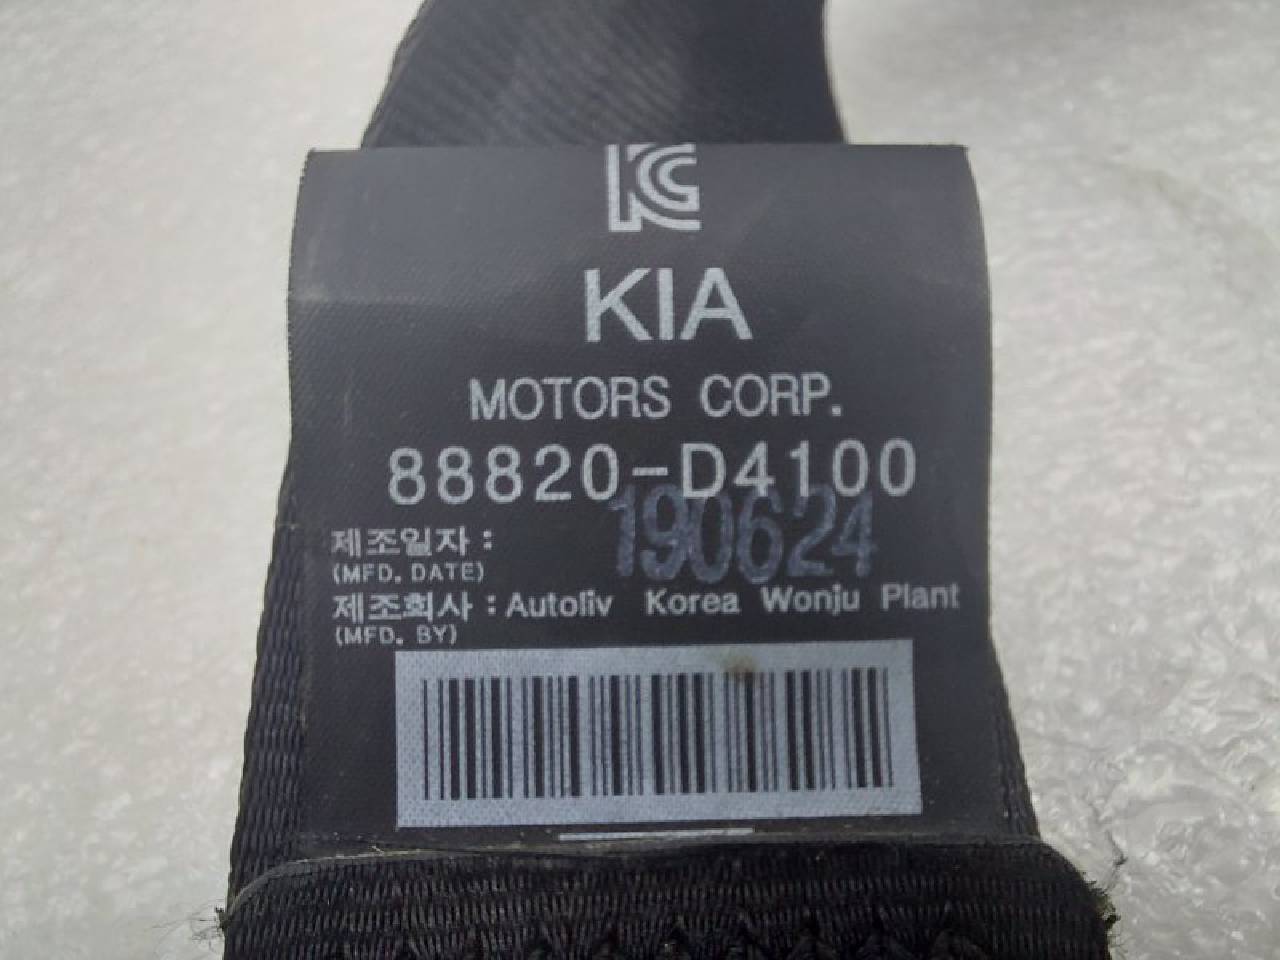 KC
KIA
MOTORS CORP.
88820-D4100
제조일자 : 190624
(MFD. DATE)
제조회사 : Autoliv Korea Wonju Plant
(MFD. BY)